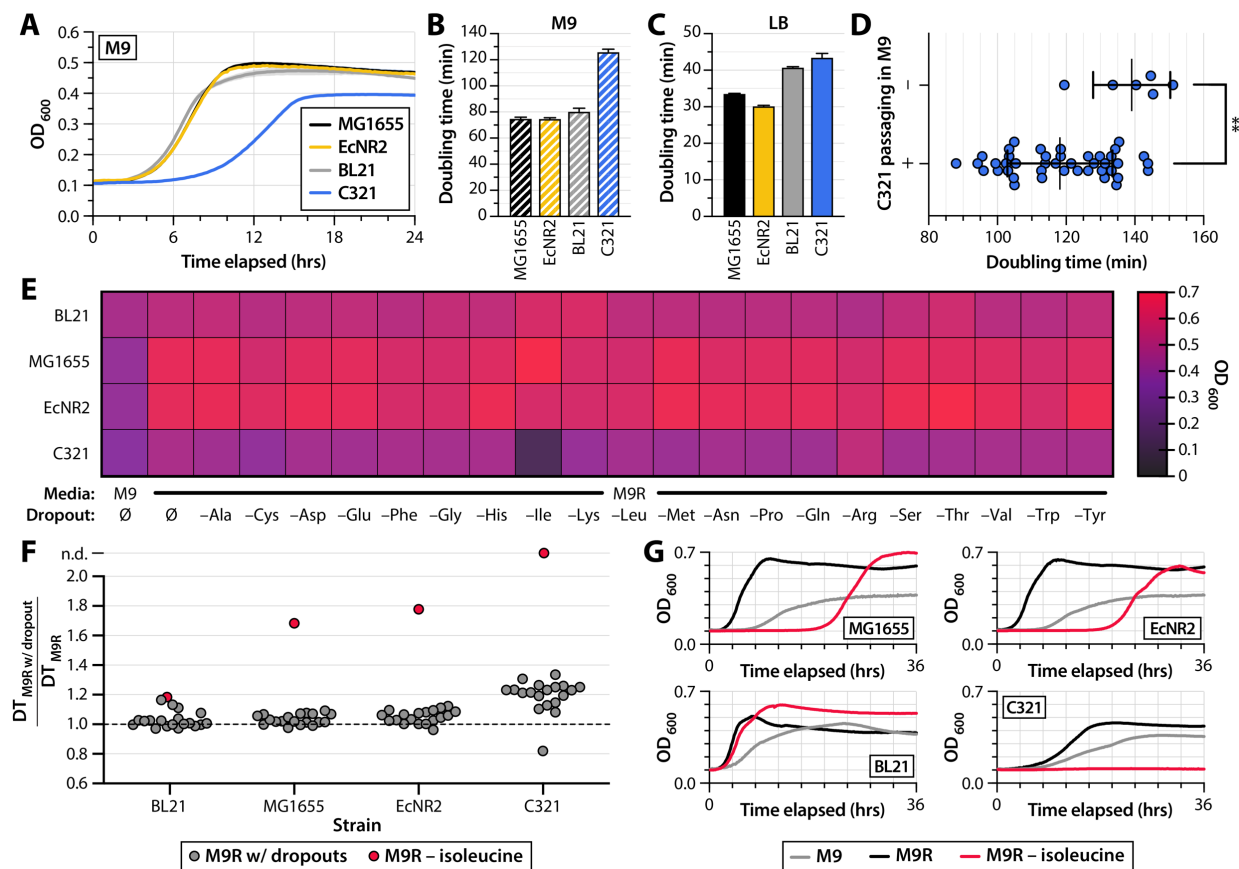 A
M9
0.6
0.5
0.4
0.3
0.2
0.1
0.0
OD600
MG1655
EcNR2
BL21
C321
0 6 12 18 24
Time elapsed (hrs)
B
M9
140
120
100
80
60
40
20
0
Doubling time (min)
MG1655
EcNR2
BL21
C321
C
LB
50
40
30
20
10
0
Doubling time (min)
MG1655
EcNR2
BL21
C321
D
C321 passaging in M9
–
+
**
80 100 120 140 160
Doubling time (min)
E
BL21
MG1655
EcNR2
C321
0.7
0.6
0.5
0.4
0.3
0.2
0.1
0
OD600
Media: M9 M9R
Dropout: Ø Ø –Ala –Cys –Asp –Glu –Phe –Gly –His –Ile –Lys –Leu –Met –Asn –Pro –Gln –Arg –Ser –Thr –Val –Trp –Tyr
F
n.d.
2.0
1.8
1.6
1.4
1.2
1.0
0.8
0.6
DTM9R w/ dropout
DTM9R
BL21 MG1655 EcNR2 C321
Strain
M9R w/ dropouts M9R – isoleucine
G
0.7
OD600
0.0
MG1655
0 36
Time elapsed (hrs)
0.7
OD600
0.0
EcNR2
0 36
Time elapsed (hrs)
0.7
OD600
0.0
BL21
0 36
Time elapsed (hrs)
0.7
OD600
0.0
C321
0 36
Time elapsed (hrs)
M9 M9R M9R – isoleucine